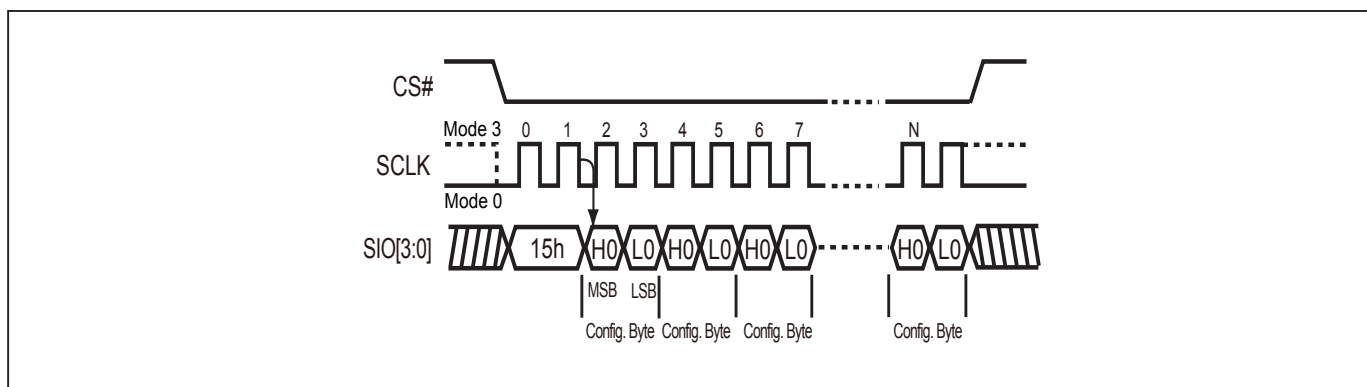 CS#
Mode 3 0 1 2 3 4 5 6 7 N
SCLK
Mode 0
SIO[3:0] 15h H0 L0 H0 L0 H0 L0 H0 L0
MSB LSB
Config. Byte Config. Byte Config. Byte Config. Byte